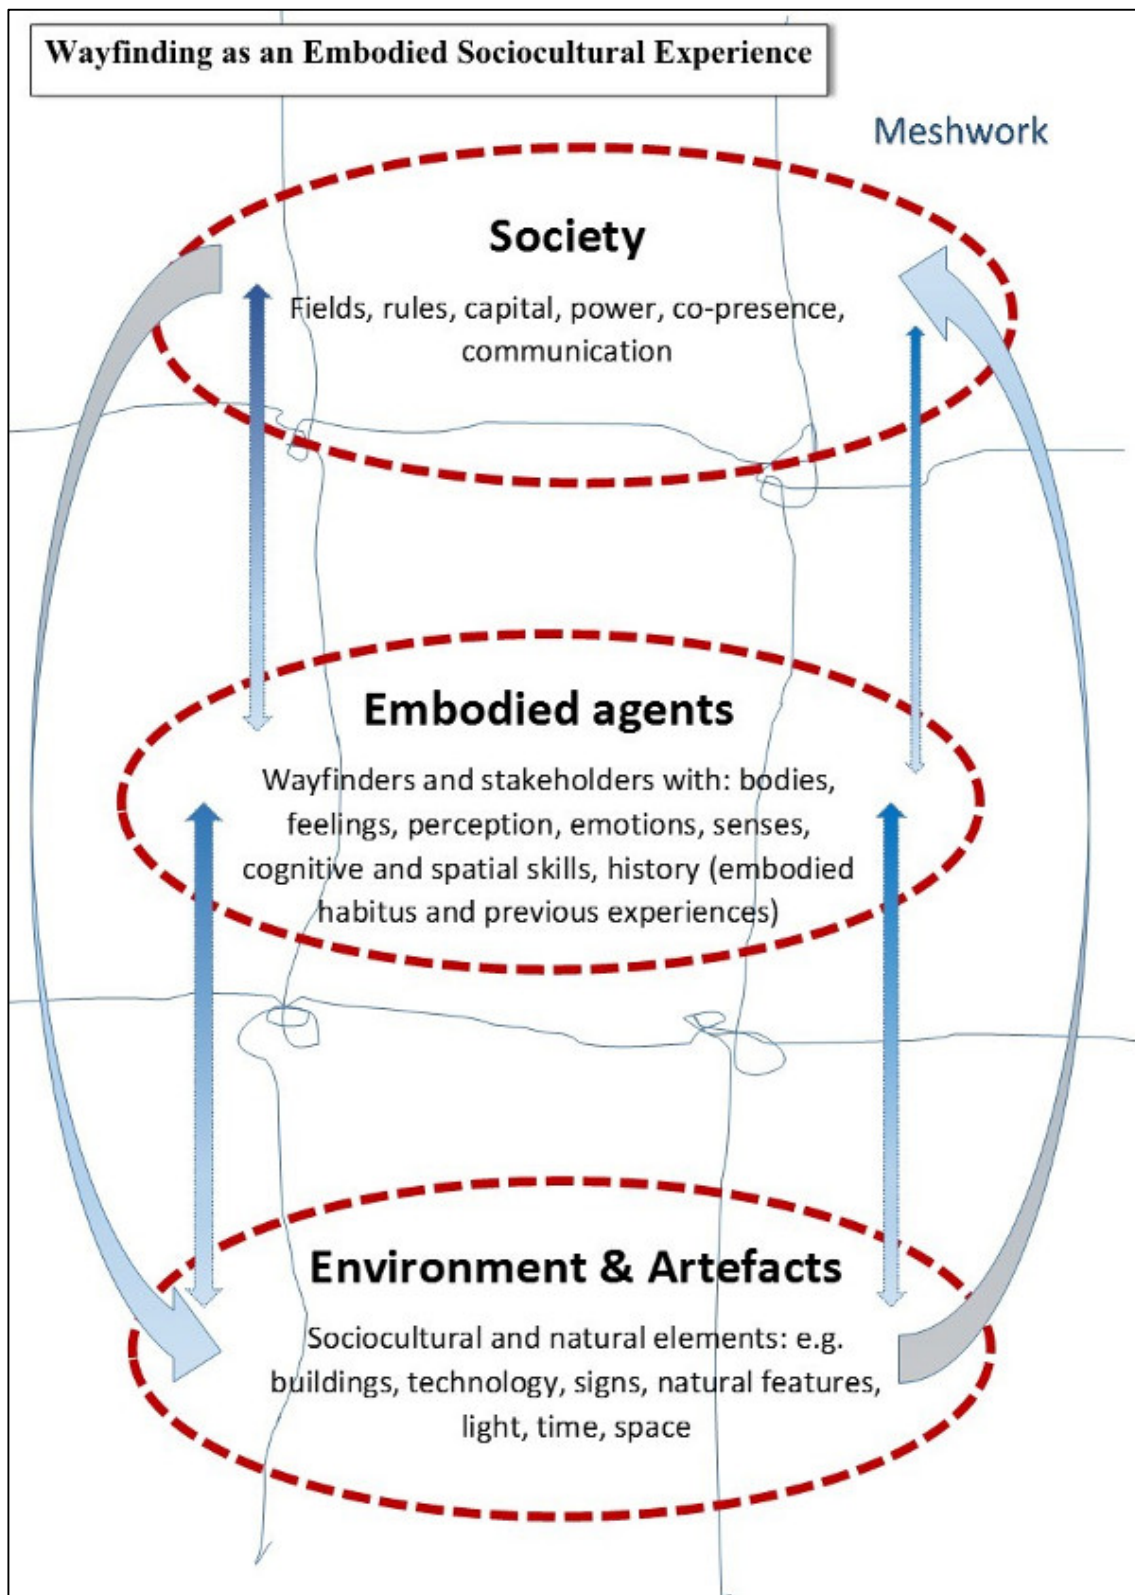 Wayfinding as an Embodied Sociocultural Experience
Meshwork
Society
Fields, rules, capital, power, co-presence,
communication
Embodied agents
Wayfinders and stakeholders with: bodies,
feelings, perception, emotions, senses,
cognitive and spatial skills, history (embodied
habitus and previous experiences)
Environment & Artefacts
Sociocultural and natural elements: e.g.
buildings, technology, signs, natural features,
light, time, space